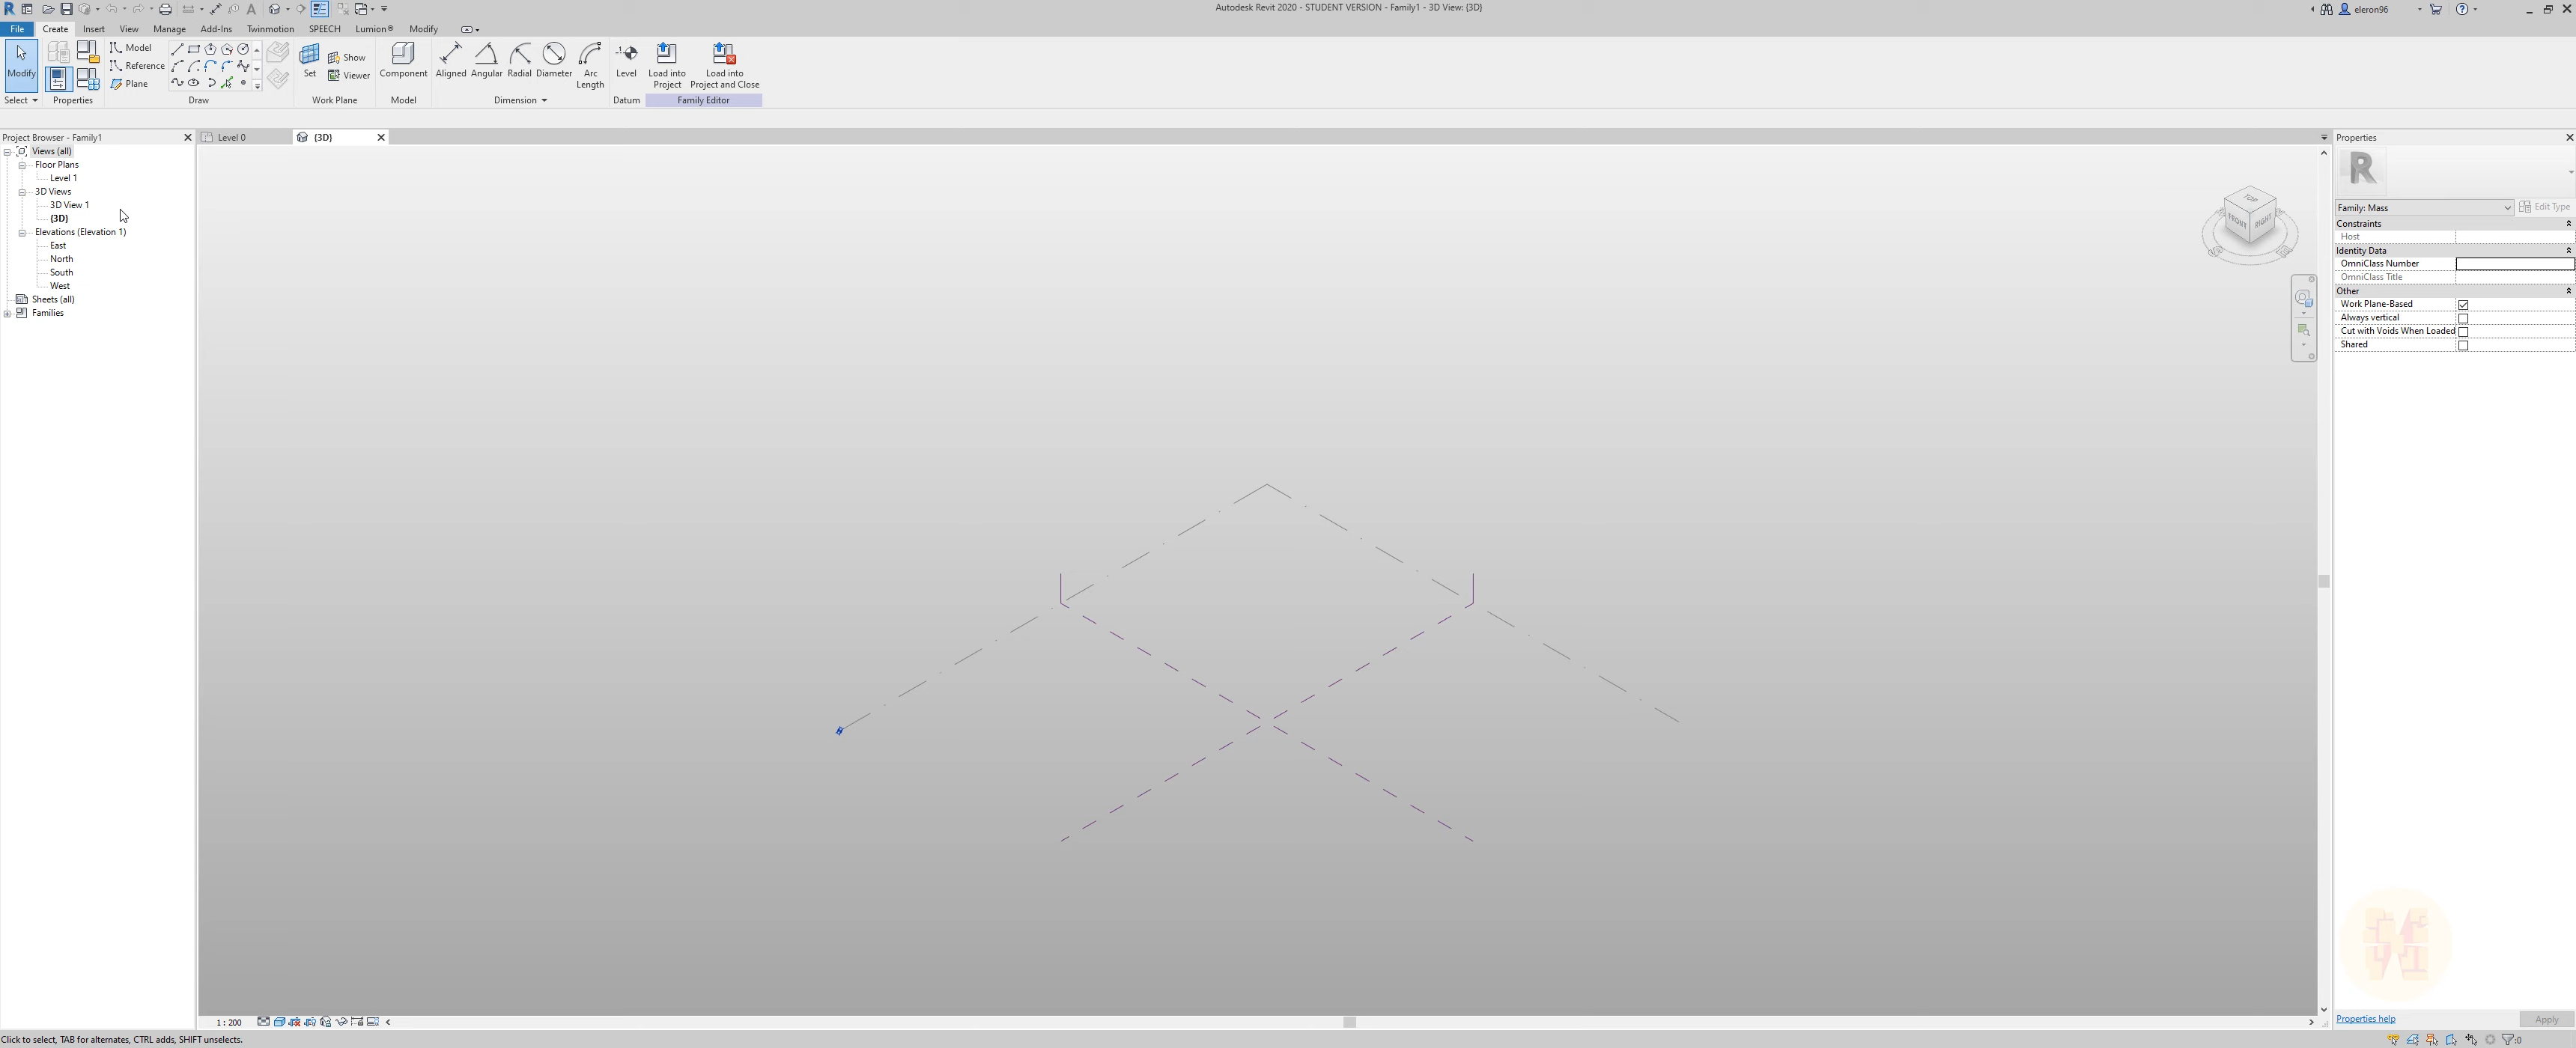 Autodesk Revit 2020 - STUDENT VERSION - Family1 - 3D View: {3D}
eleron96
File Create Insert View Manage Add-Ins Twinmotion SPEECH Lumion® Modify
Modify
Model
Reference
Plane
Set
Show
Viewer
Component
Aligned Angular Radial Diameter Arc Length
Level
Load into Project
Load into Project and Close
Select Properties Draw Work Plane Model Dimension Datum Family Editor
Project Browser - Family1
Level 0
{3D}
Properties
Views (all)
Floor Plans
Level 1
3D Views
3D View 1
{3D}
Elevations (Elevation 1)
East
North
South
West
Sheets (all)
Families
TOP
FRONT
RIGHT
R
Family: Mass
Edit Type
Constraints
Host
Identity Data
OmniClass Number
OmniClass Title
Other
Work Plane-Based
Always vertical
Cut with Voids When Loaded
Shared
1 : 200
Properties help
Apply
Click to select, TAB for alternates, CTRL adds, SHIFT unselects.
:0